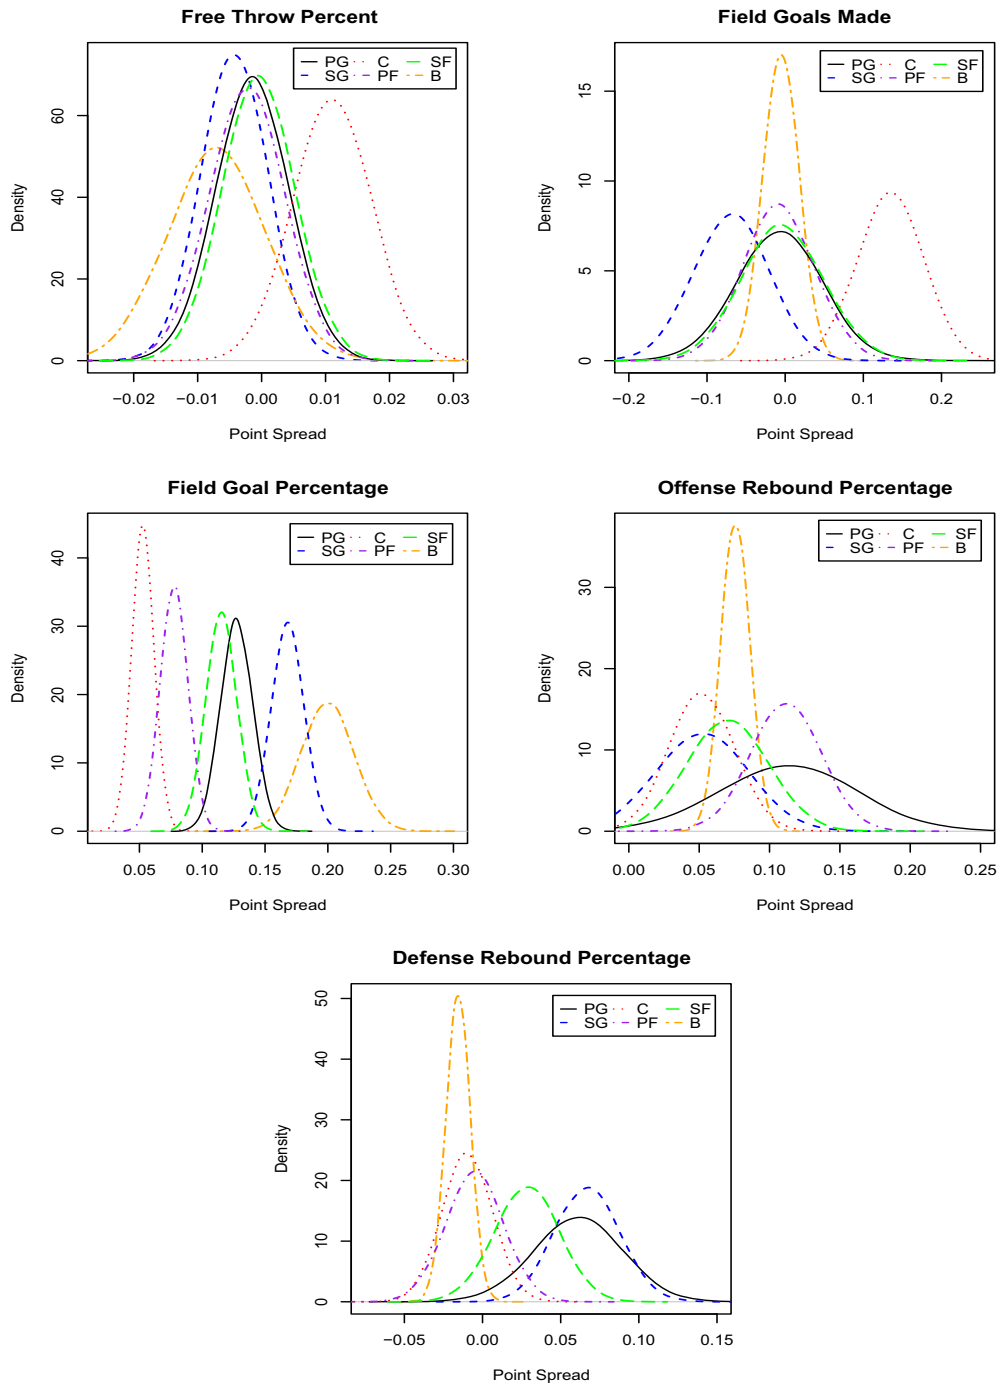 Free Throw Percent
PG C SF
SG PF B
Density
0 20 40 60
−0.02 −0.01 0.00 0.01 0.02 0.03
Point Spread
Field Goals Made
PG C SF
SG PF B
Density
0 5 10 15
−0.2 −0.1 0.0 0.1 0.2
Point Spread
Field Goal Percentage
PG C SF
SG PF B
Density
0 10 20 30 40
0.05 0.10 0.15 0.20 0.25 0.30
Point Spread
Offense Rebound Percentage
PG C SF
SG PF B
Density
0 10 20 30
0.00 0.05 0.10 0.15 0.20 0.25
Point Spread
Defense Rebound Percentage
PG C SF
SG PF B
Density
0 10 20 30 40 50
−0.05 0.00 0.05 0.10 0.15
Point Spread